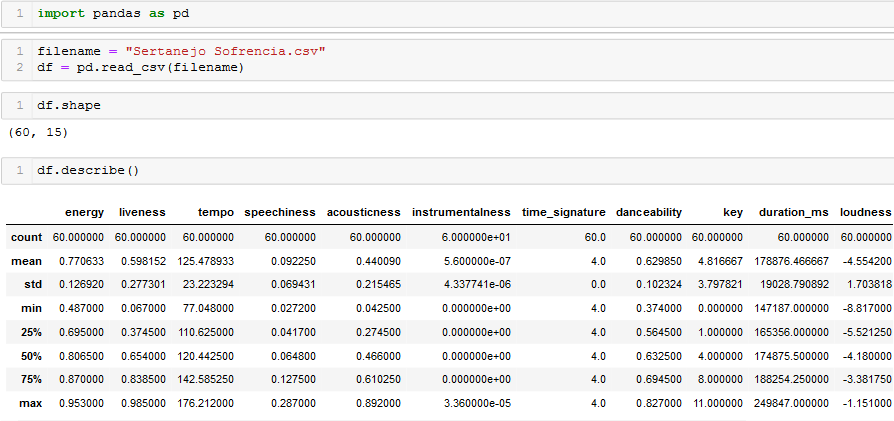 1 import pandas as pd
1 filename = "Sertanejo Sofrencia.csv"
2 df = pd.read_csv(filename)
1 df.shape
(60, 15)
1 df.describe()
energy liveness tempo speechiness acousticness instrumentalness time_signature danceability key duration_ms loudness
count 60.000000 60.000000 60.000000 60.000000 60.000000 6.000000e+01 60.0 60.000000 60.000000 60.000000 60.000000
mean 0.770633 0.598152 125.478933 0.092250 0.440090 5.600000e-07 4.0 0.629850 4.816667 178876.466667 -4.554200
std 0.126920 0.277301 23.223294 0.069431 0.215465 4.337741e-06 0.0 0.102324 3.797821 19028.790892 1.703818
min 0.487000 0.067000 77.048000 0.027200 0.042500 0.000000e+00 4.0 0.374000 0.000000 147187.000000 -8.817000
25% 0.695000 0.374500 110.625000 0.041700 0.274500 0.000000e+00 4.0 0.564500 1.000000 165356.000000 -5.521250
50% 0.806500 0.654000 120.442500 0.064800 0.466000 0.000000e+00 4.0 0.632500 4.000000 174875.500000 -4.180000
75% 0.870000 0.838500 142.585250 0.127500 0.610250 0.000000e+00 4.0 0.694500 8.000000 188254.250000 -3.381750
max 0.953000 0.985000 176.212000 0.287000 0.892000 3.360000e-05 4.0 0.827000 11.000000 249847.000000 -1.151000